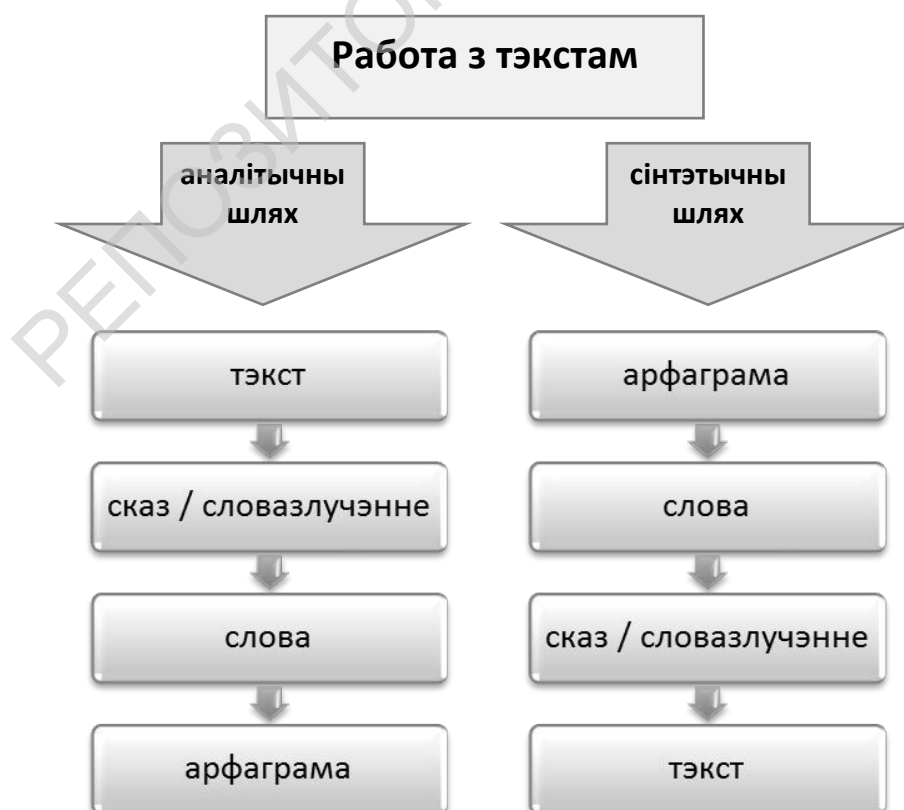 Работа з тэкстам
аналітычны
шлях
сінтэтычны
шлях
тэкст
сказ / словазлучэнне
слова
арфаграма
арфаграма
слова
сказ / словазлучэнне
тэкст